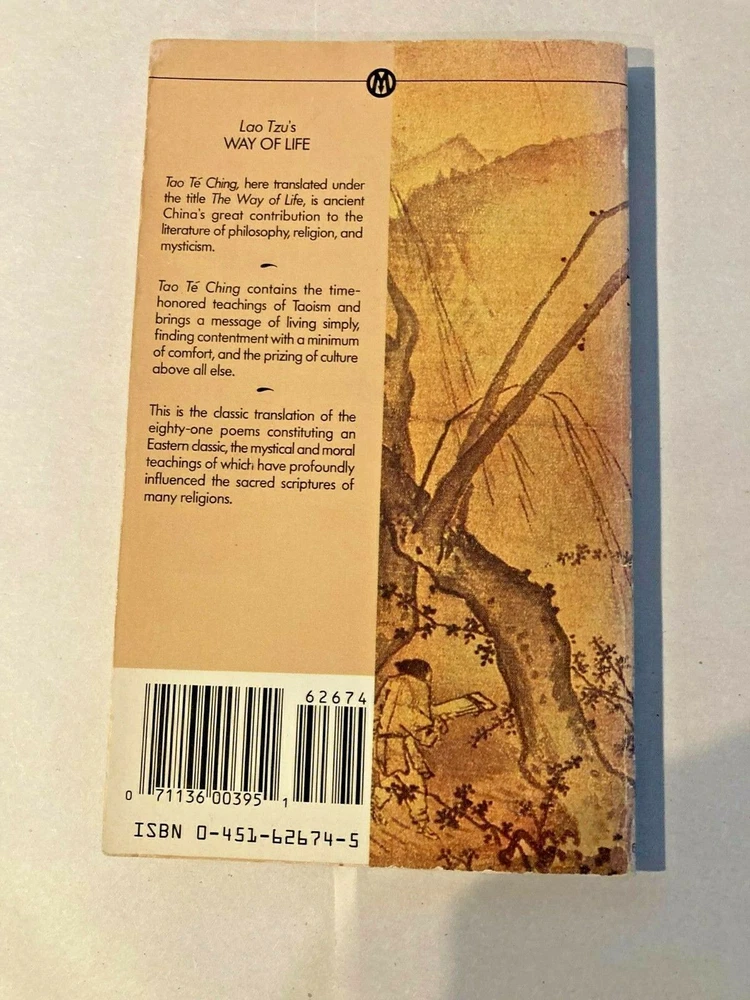 Lao Tzu's
WAY OF LIFE
Tao Té Ching, here translated under
the title The Way of Life, is ancient
China's great contribution to the
literature of philosophy, religion, and
mysticism.
Tao Té Ching contains the time-
honored teachings of Taoism and
brings a message of living simply,
finding contentment with a minimum
of comfort, and the prizing of culture
above all else.
This is the classic translation of the
eighty-one poems constituting an
Eastern classic, the mystical and moral
teachings of which have profoundly
influenced the sacred scriptures of
many religions.
62674
0 71136 00395 1
ISBN 0-451-62674-5